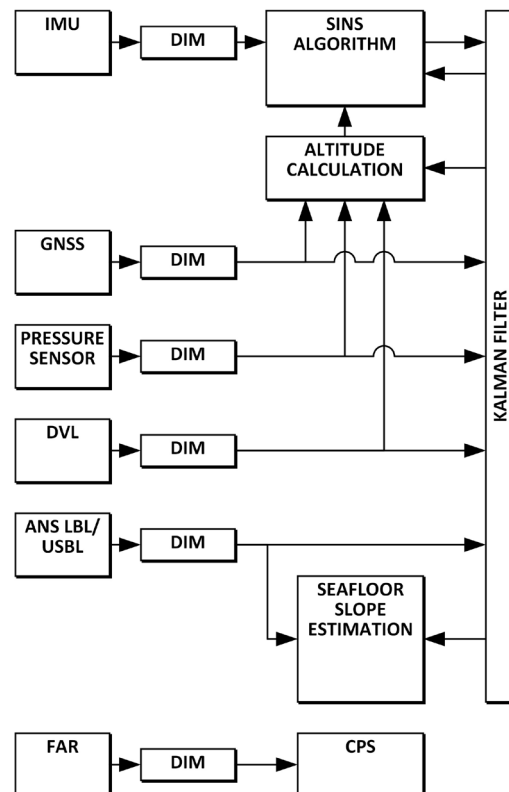 IMU
DIM
SINS
ALGORITHM
ALTITUDE
CALCULATION
GNSS
DIM
PRESSURE
SENSOR
DIM
DVL
DIM
ANS LBL/
USBL
DIM
SEAFLOOR
SLOPE
ESTIMATION
KALMAN FILTER
FAR
DIM
CPS